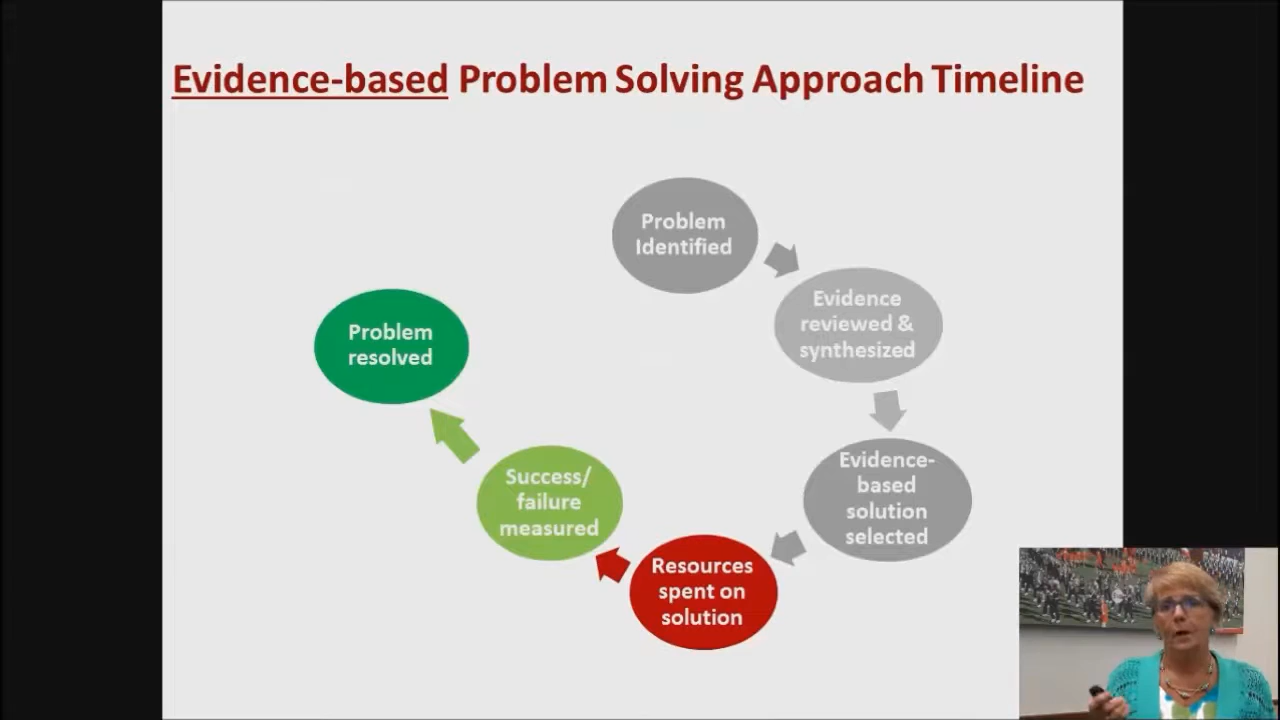 Evidence-based Problem Solving Approach Timeline
Problem
Identified
Evidence
reviewed &
synthesized
Evidence-
based
solution
selected
Resources
spent on
solution
Success/
failure
measured
Problem
resolved